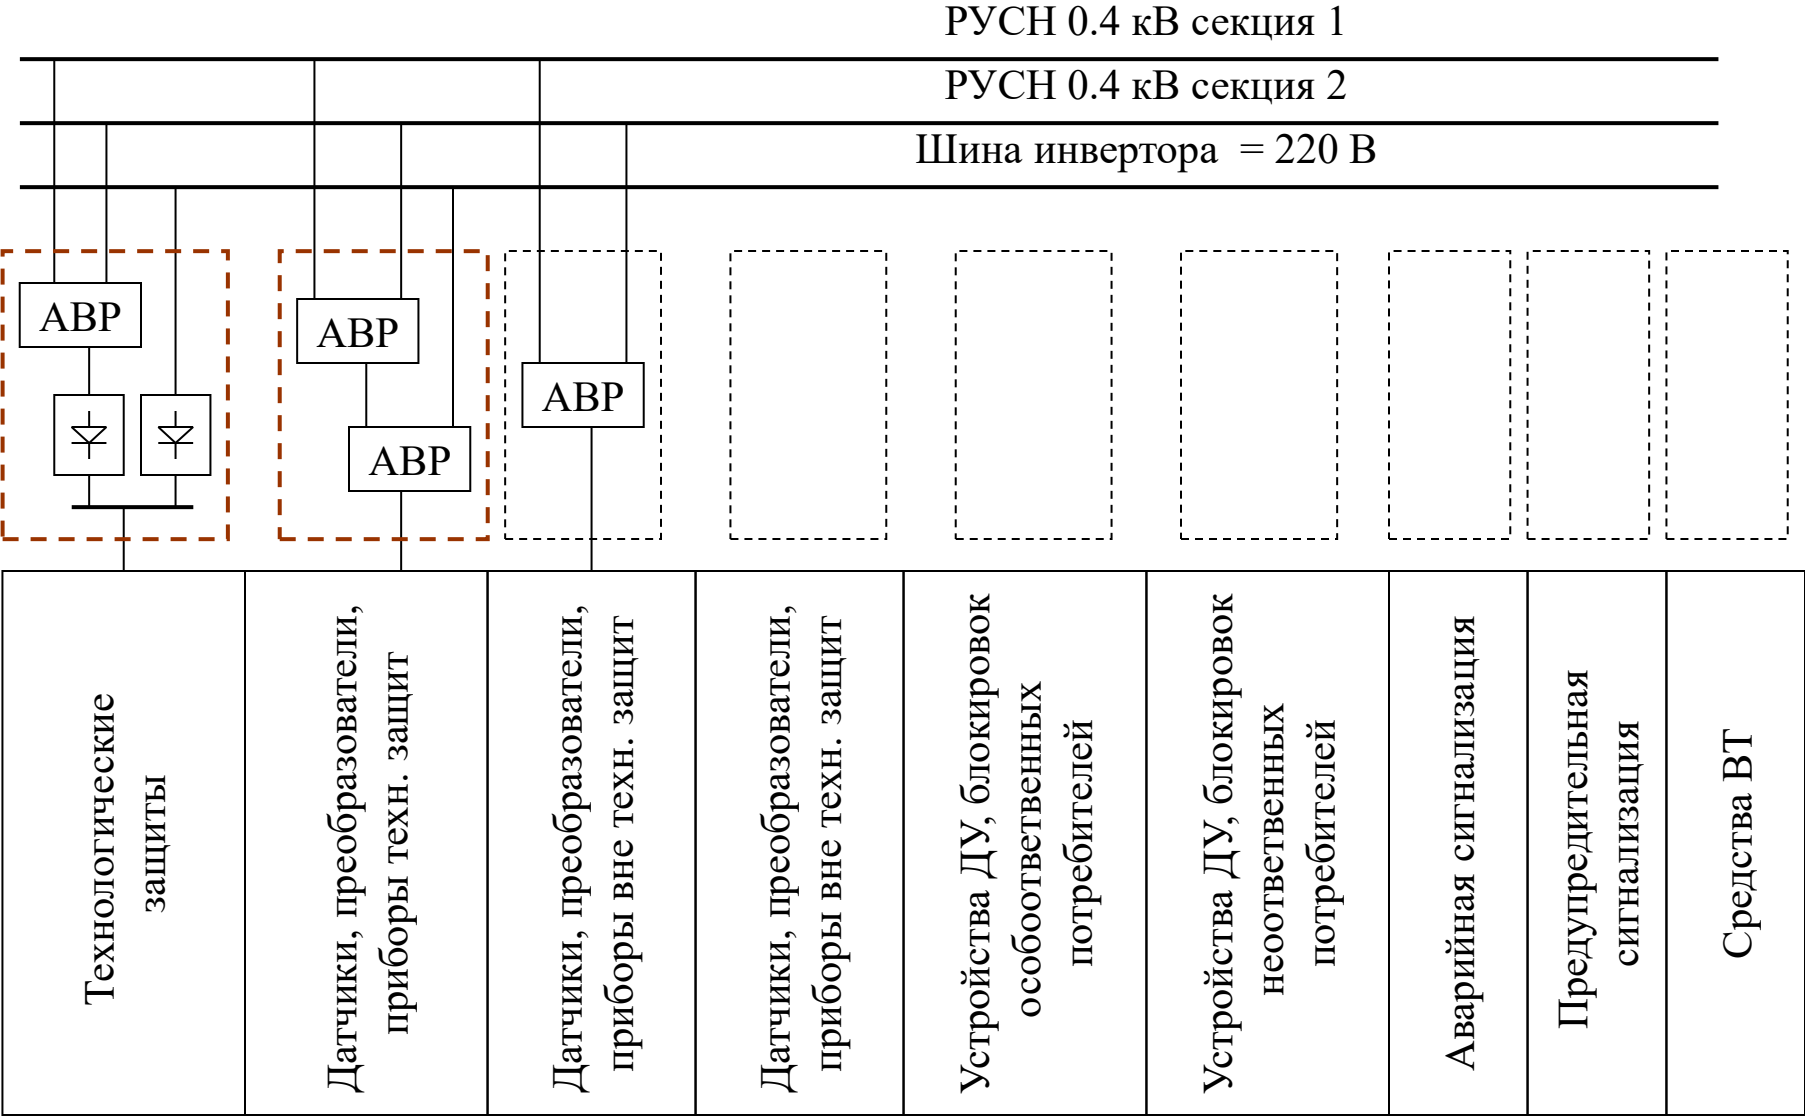 РУСН 0.4 кВ секция 1
РУСН 0.4 кВ секция 2
Шина инвертора = 220 В
АВР
АВР
АВР
АВР
Технологические
защиты
Датчики, преобразователи,
приборы техн. защит
Датчики, преобразователи,
приборы вне техн. защит
Датчики, преобразователи,
приборы вне техн. защит
Устройства ДУ, блокировок
особоотвественных
потребителей
Устройства ДУ, блокировок
неоответвенных
потребителей
Аварийная сигнализация
Предупредительная
сигнализация
Средства ВТ